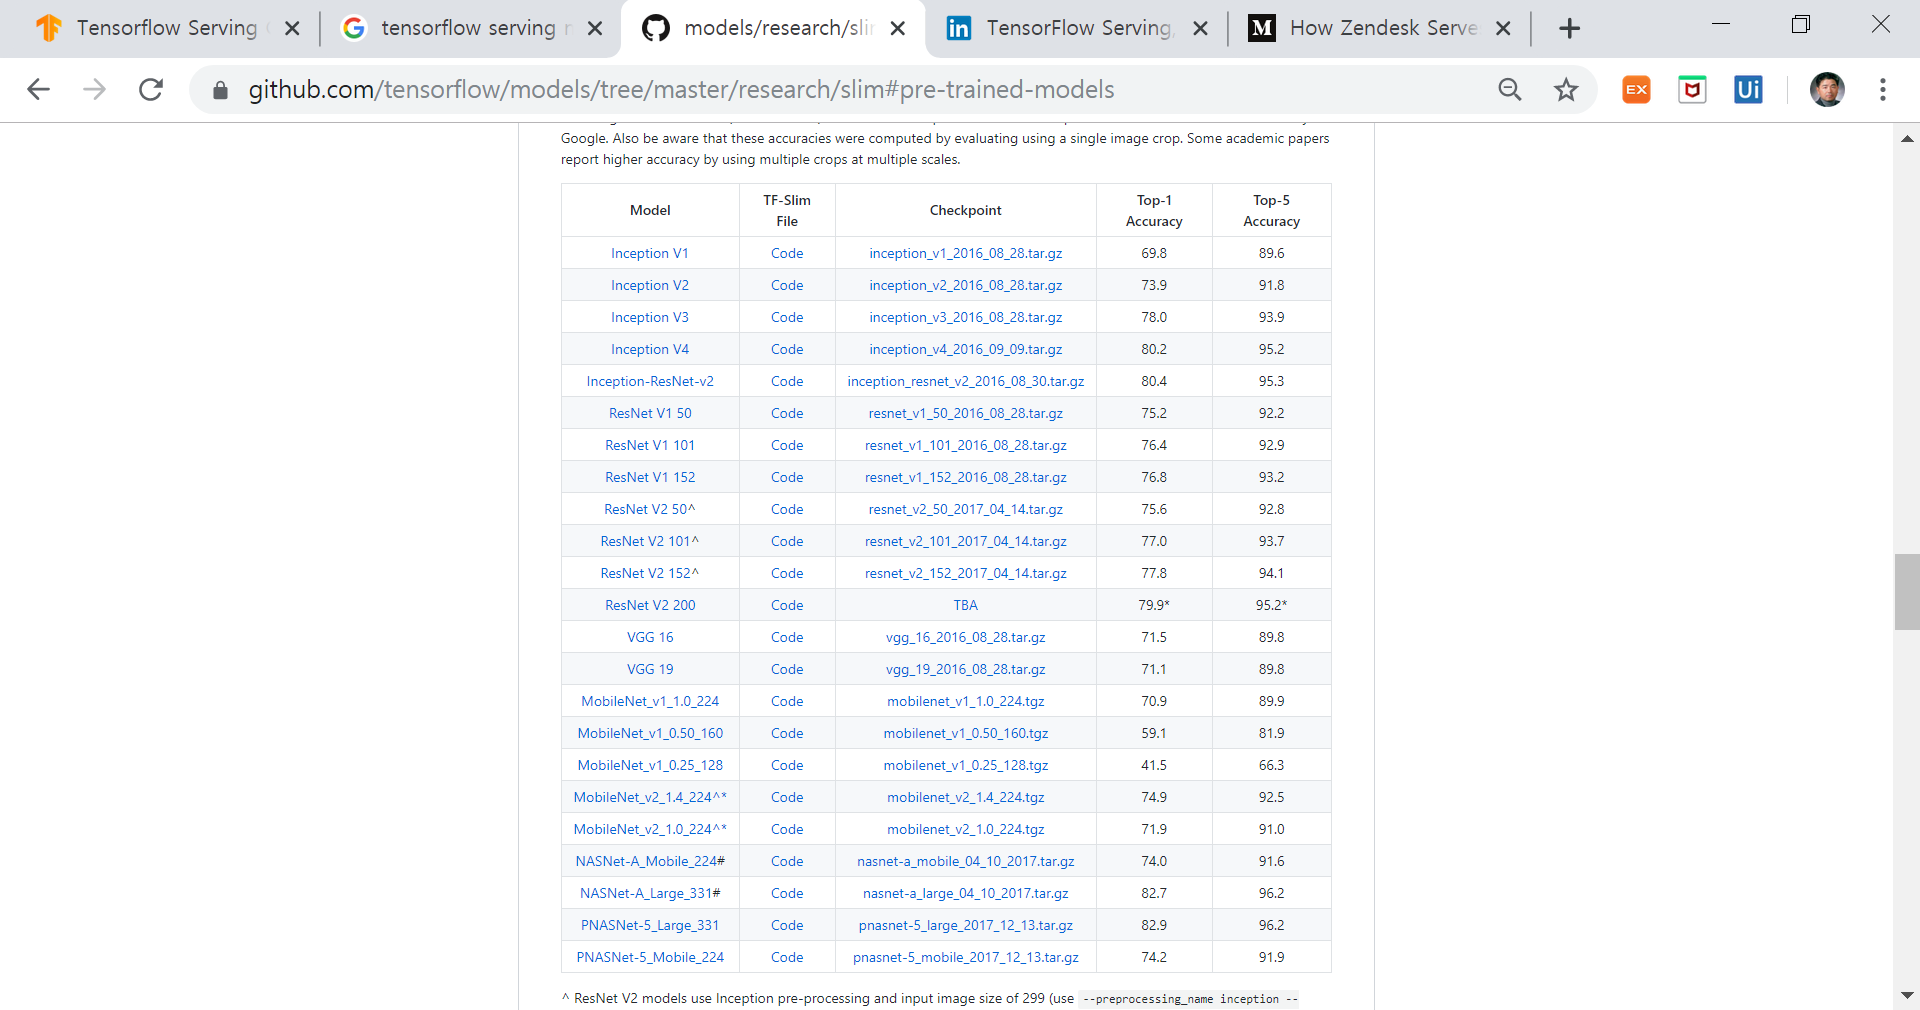 Tensorflow Serving
tensorflow serving
models/research/slim
TensorFlow Serving,
M How Zendesk Serve
github.com/tensorflow/models/tree/master/research/slim#pre-trained-models
EX
Ui
Google. Also be aware that these accuracies were computed by evaluating using a single image crop. Some academic papers
report higher accuracy by using multiple crops at multiple scales.
Model TF-Slim File Checkpoint Top-1 Accuracy Top-5 Accuracy
Inception V1 Code inception_v1_2016_08_28.tar.gz 69.8 89.6
Inception V2 Code inception_v2_2016_08_28.tar.gz 73.9 91.8
Inception V3 Code inception_v3_2016_08_28.tar.gz 78.0 93.9
Inception V4 Code inception_v4_2016_09_09.tar.gz 80.2 95.2
Inception-ResNet-v2 Code inception_resnet_v2_2016_08_30.tar.gz 80.4 95.3
ResNet V1 50 Code resnet_v1_50_2016_08_28.tar.gz 75.2 92.2
ResNet V1 101 Code resnet_v1_101_2016_08_28.tar.gz 76.4 92.9
ResNet V1 152 Code resnet_v1_152_2016_08_28.tar.gz 76.8 93.2
ResNet V2 50^ Code resnet_v2_50_2017_04_14.tar.gz 75.6 92.8
ResNet V2 101^ Code resnet_v2_101_2017_04_14.tar.gz 77.0 93.7
ResNet V2 152^ Code resnet_v2_152_2017_04_14.tar.gz 77.8 94.1
ResNet V2 200 Code TBA 79.9* 95.2*
VGG 16 Code vgg_16_2016_08_28.tar.gz 71.5 89.8
VGG 19 Code vgg_19_2016_08_28.tar.gz 71.1 89.8
MobileNet_v1_1.0_224 Code mobilenet_v1_1.0_224.tgz 70.9 89.9
MobileNet_v1_0.50_160 Code mobilenet_v1_0.50_160.tgz 59.1 81.9
MobileNet_v1_0.25_128 Code mobilenet_v1_0.25_128.tgz 41.5 66.3
MobileNet_v2_1.4_224^* Code mobilenet_v2_1.4_224.tgz 74.9 92.5
MobileNet_v2_1.0_224^* Code mobilenet_v2_1.0_224.tgz 71.9 91.0
NASNet-A_Mobile_224# Code nasnet-a_mobile_04_10_2017.tar.gz 74.0 91.6
NASNet-A_Large_331# Code nasnet-a_large_04_10_2017.tar.gz 82.7 96.2
PNASNet-5_Large_331 Code pnasnet-5_large_2017_12_13.tar.gz 82.9 96.2
PNASNet-5_Mobile_224 Code pnasnet-5_mobile_2017_12_13.tar.gz 74.2 91.9
^ ResNet V2 models use Inception pre-processing and input image size of 299 (use --preprocessing_name inception --